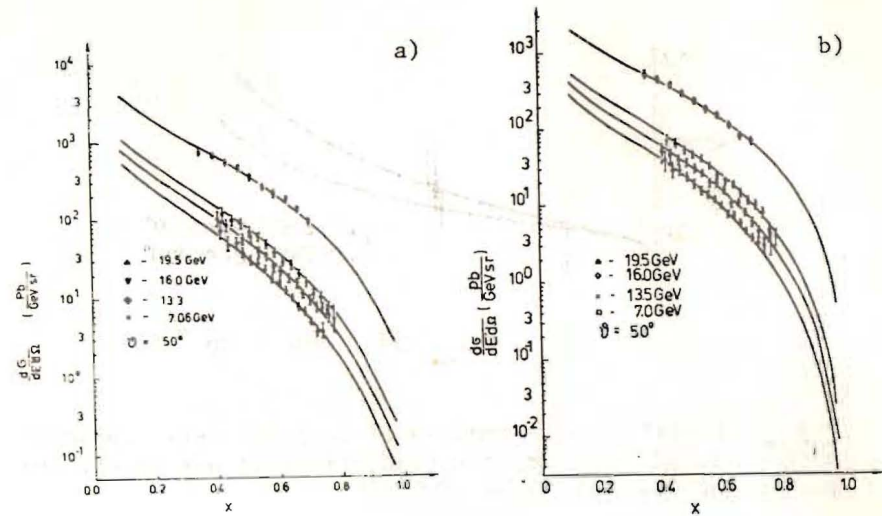 a)
10⁴
3
10³
3
10²
3
10¹
3
10⁰
3
10⁻¹
0.0 0.2 0.4 0.6 0.8 1.0
x
dG/dEdΩ (Pb/GeV sr)
- 19.5 GeV
- 16.0 GeV
- 13.3
- 7.06 GeV
= 50°
b)
10³
3
10²
3
10¹
3
10⁰
3
10⁻¹
3
10⁻²
0 0.2 0.4 0.6 0.8 1.0
x
dG/dEdΩ (Pb/GeV sr)
- 19.5 GeV
- 16.0 GeV
- 13.5 GeV
- 7.0 GeV
ϑ = 50°